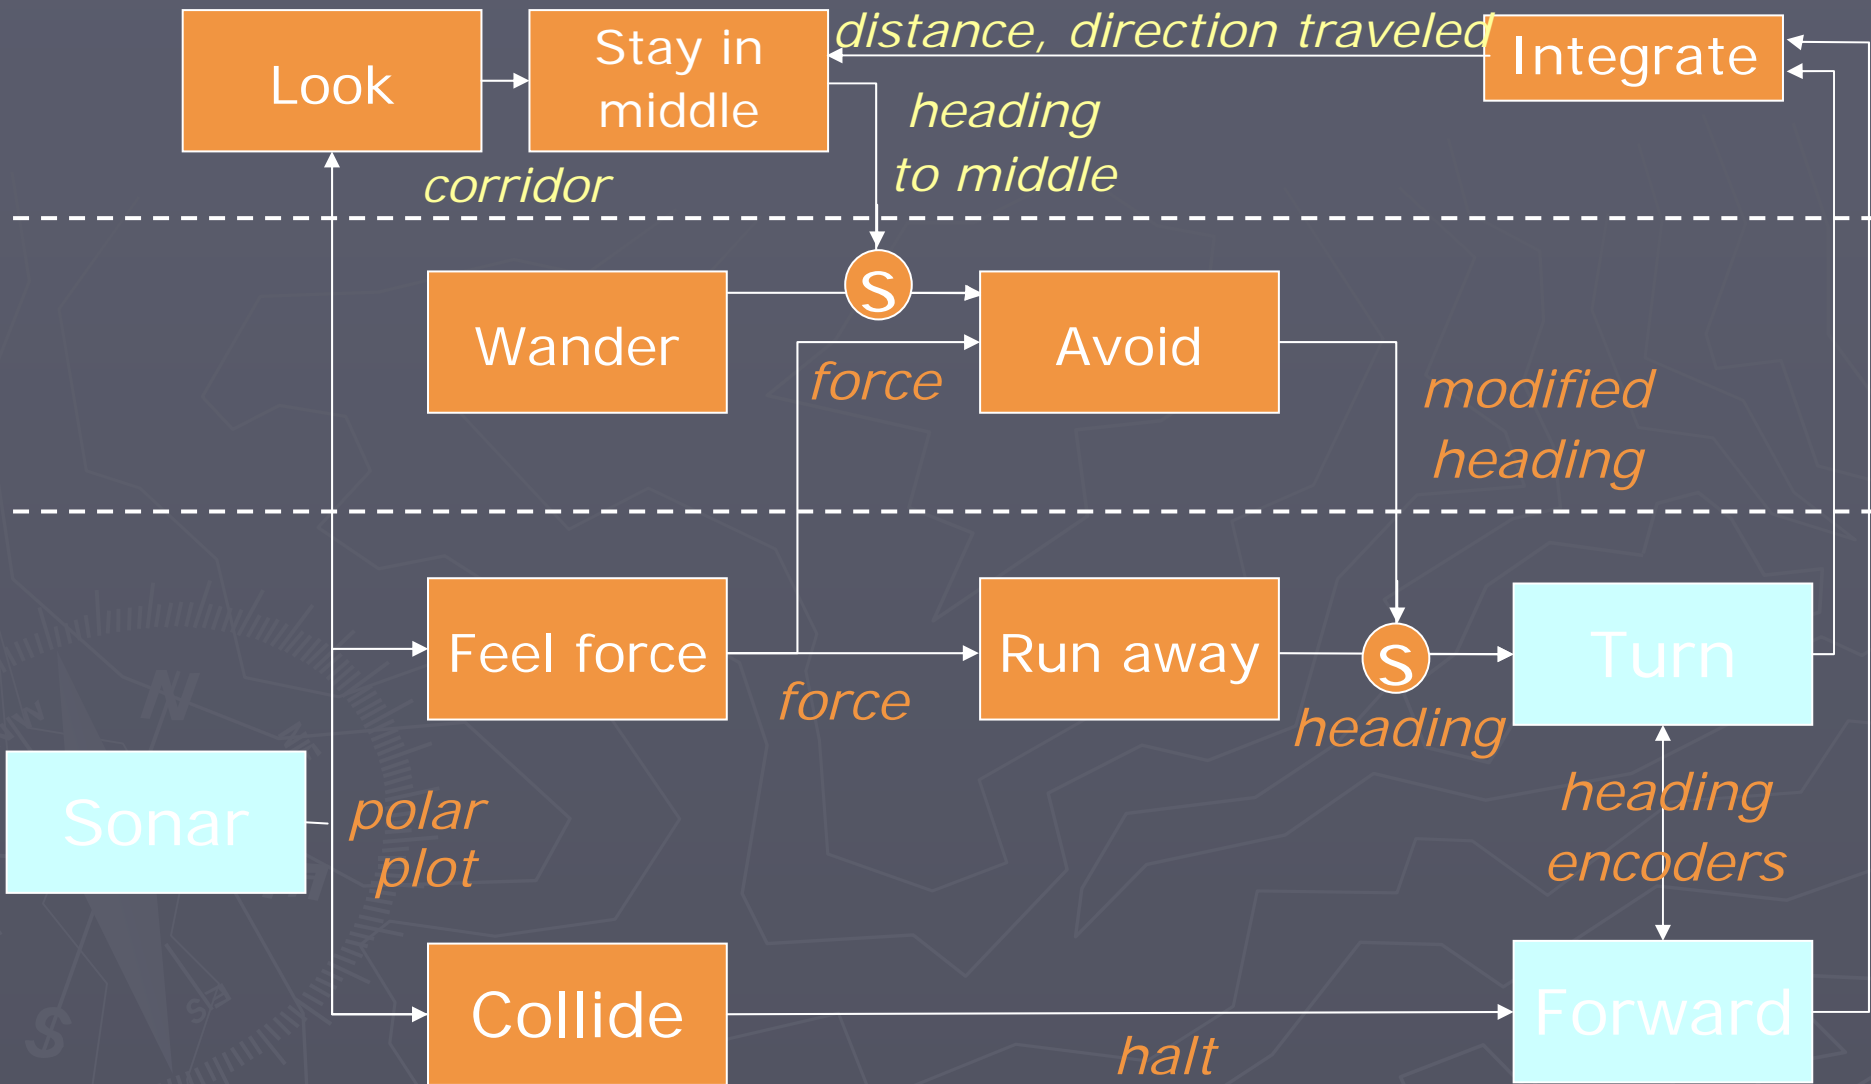 Look
Stay in
middle
distance, direction traveled
Integrate
heading
to middle
corridor
s
Wander
Avoid
force
modified
heading
Feel force
Run away
s
Turn
force
heading
Sonar
polar
plot
heading
encoders
Collide
Forward
halt
N
S